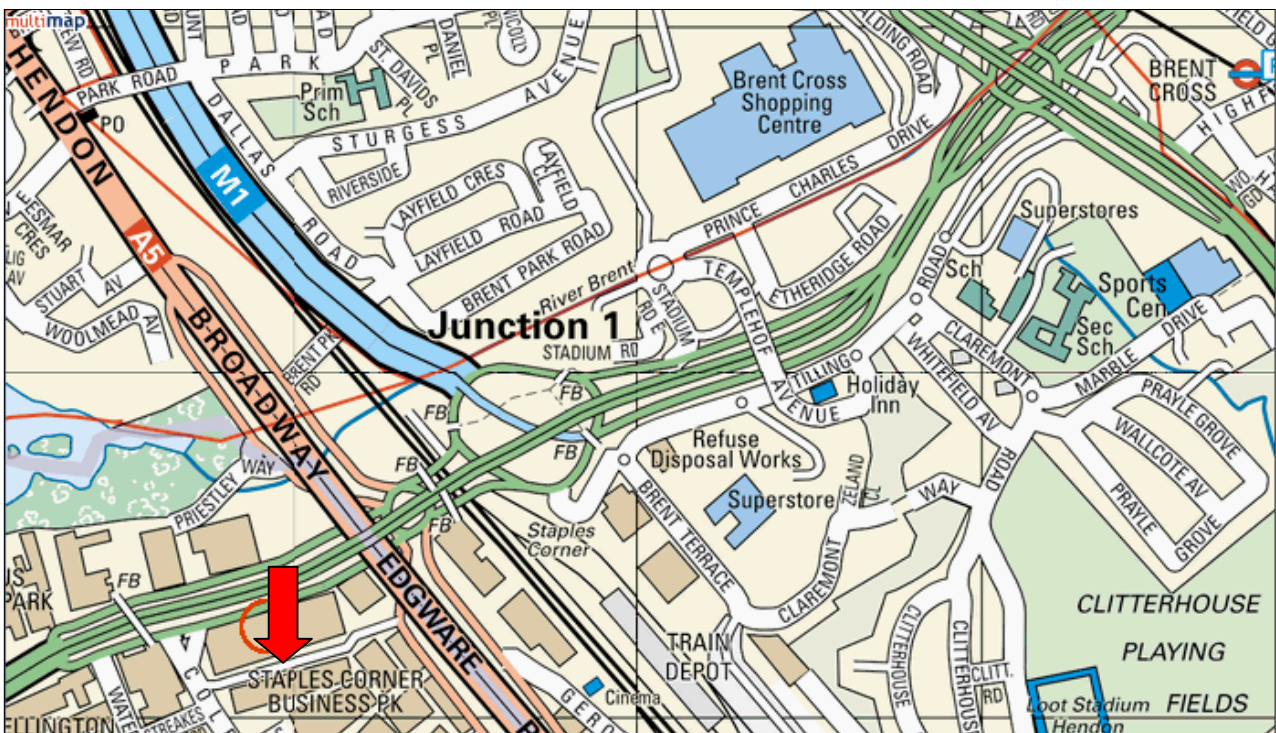 multimap
HENDON
PARK ROAD
PARK
PO
DALLAS
ROAD
Prim
Sch
ST. DAVIDS
PL
DANIEL
PL
NICOLD
STURGESS
AVENUE
RIVERSIDE
M1
A5
LAYFIELD CRES
LAYFIELD
CL
LAYFIELD ROAD
BRENT PARK ROAD
Brent Cross
Shopping
Centre
PRINCE CHARLES DRIVE
BRENT
CROSS
CRES
STUART AV
WOOLMEAD AV
BROADWAY
River Brent
Junction 1
STADIUM RD
STADIUM
RD E
TEMPLEHOF
AVENUE
ETHERIDGE ROAD
ROAD
TILLING
Superstores
Sch
Sports
Cen
Sec
Sch
CLAREMONT
WHITEFIELD AV
MARBLE DRIVE
Holiday
Inn
PRAYLE GROVE
WALLCOTE AV
PRAYLE
GROVE
BRENT PK
RD
FB
FB
FB
FB
FB
FB
WAY
PRIESTLEY
Refuse
Disposal Works
Superstore
ZELAND
CL
WAY
ROAD
Staples
Corner
BRENT TERRACE
CLAREMONT
EDGWARE
PARK
CLITTERHOUSE
PLAYING
FIELDS
CLITTERHOUSE
CLITTERHOUSE
CLITT.
RD
TRAIN
DEPOT
STAPLES CORNER
BUSINESS PK
Cinema
Loot Stadium
Hendon